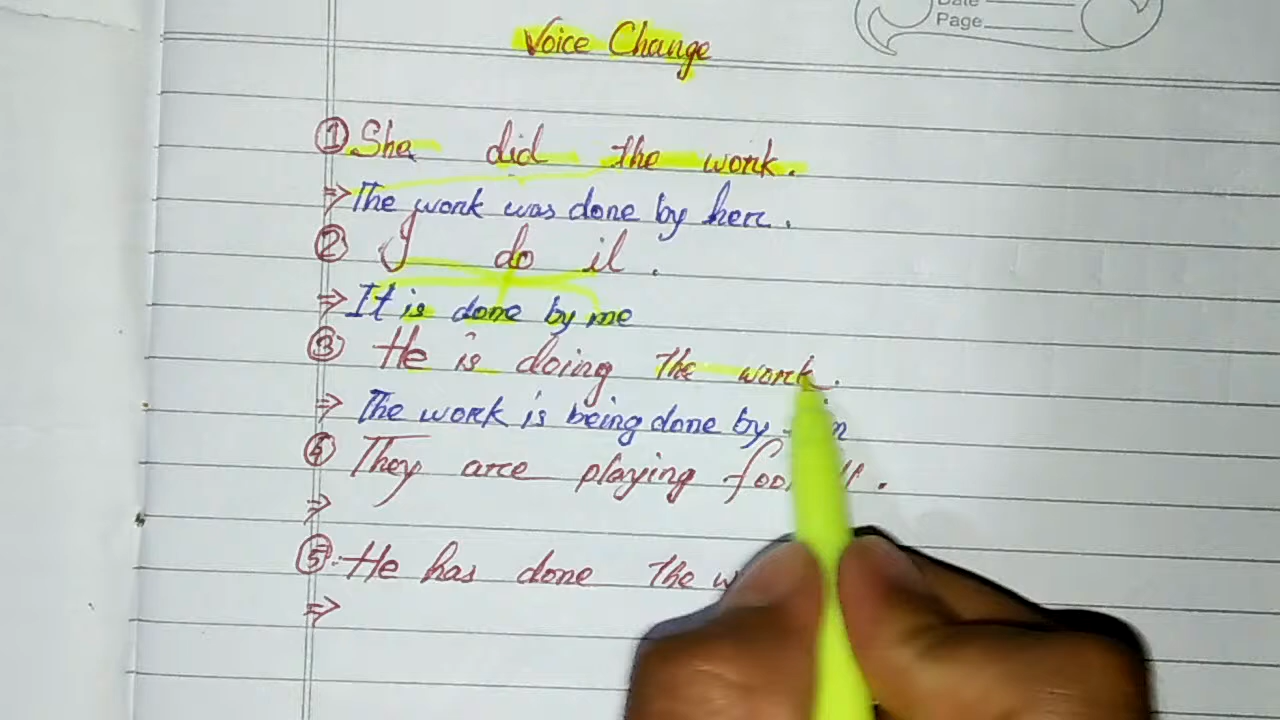 Page
Voice Change
① She did the work.
⇒ The work was done by her.
② I do it.
⇒ It is done by me
③ He is doing the work.
⇒ The work is being done by
④ They are playing
⇒
⑤ He has done the
⇒